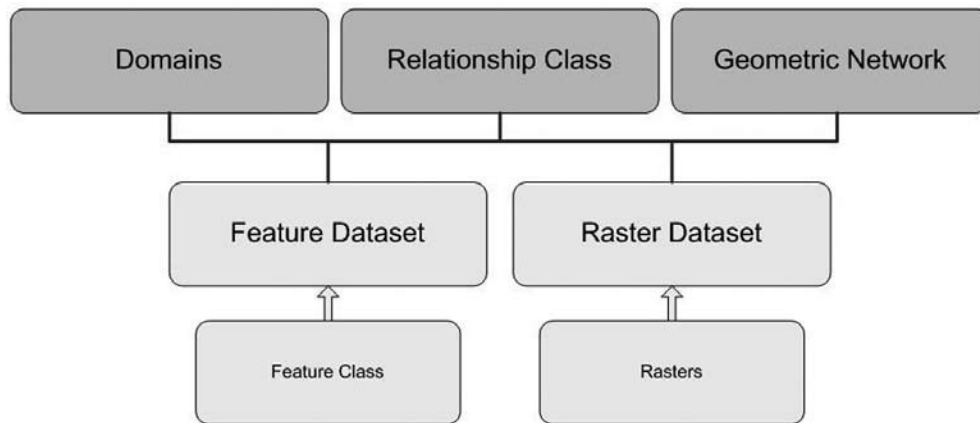 Domains
Relationship Class
Geometric Network
Feature Dataset
Raster Dataset
Feature Class
Rasters